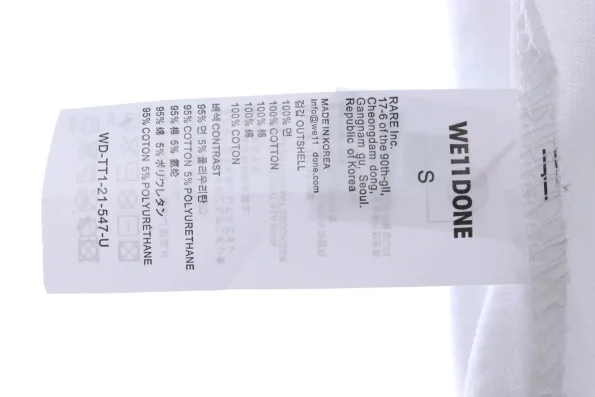 WE11DONE
S
RARE Inc.
17-6 of the 90th-gil,
Cheongdam dong,
Gangnam gu, Seoul.
Republic of Korea
MADE IN KOREA
info@we11 done.com
겉감 OUTSHELL
100% 면
100% COTTON
100% 棉
100% 綿
100% COTON
배색 CONTRAST
95% 면 5% 폴리우레탄
95% COTTON 5% POLYURETHANE
95% 棉 5% 氨纶
95% 綿 5% ポリウレタン
95% COTON 5% POLYURÉTHANE
WD-TT1-21-547-U